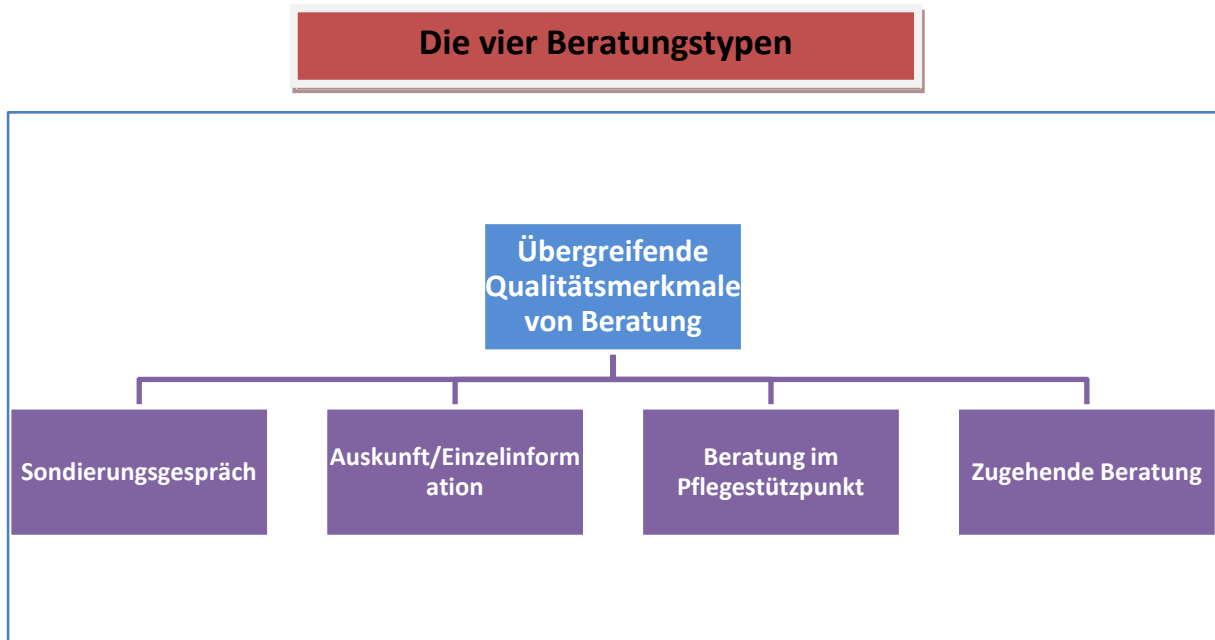 Die vier Beratungstypen
Übergreifende
Qualitätsmerkmale
von Beratung
Sondierungsgespräch
Auskunft/Einzelinform
ation
Beratung im
Pflegestützpunkt
Zugehende Beratung